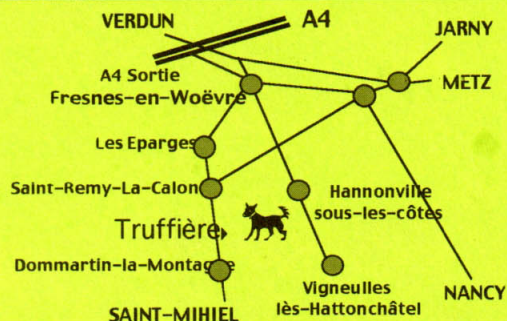 VERDUN
A4
JARNY
A4 Sortie
Fresnes-en-Woëvre
METZ
Les Eparges
Saint-Remy-La-Calon
Hannonville
sous-les-côtes
Truffière
Dommartin-la-Montagne
Vigneulles
lès-Hattonchâtel
NANCY
SAINT-MIHIEL